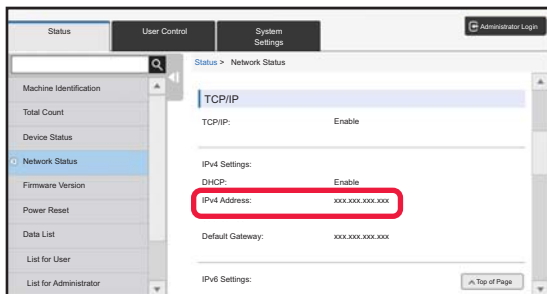 Status
User Control
System
Settings
Administrator Login
Status > Network Status
Machine Identification
Total Count
Device Status
Network Status
Firmware Version
Power Reset
Data List
List for User
List for Administrator
TCP/IP
TCP/IP: Enable
IPv4 Settings:
DHCP: Enable
IPv4 Address: xxx.xxx.xxx.xxx
Default Gateway: xxx.xxx.xxx.xxx
IPv6 Settings:
Top of Page